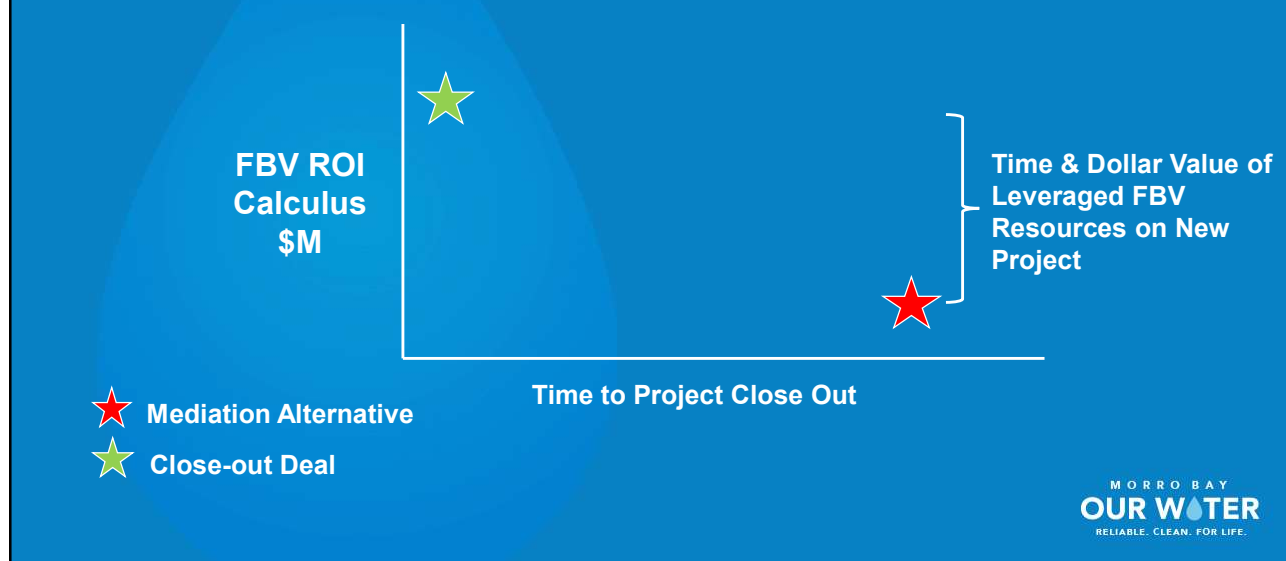 FBV ROI
Calculus
$M
Time & Dollar Value of
Leveraged FBV
Resources on New
Project
Time to Project Close Out
Mediation Alternative
Close-out Deal
MORRO BAY
OUR WATER
RELIABLE. CLEAN. FOR LIFE.